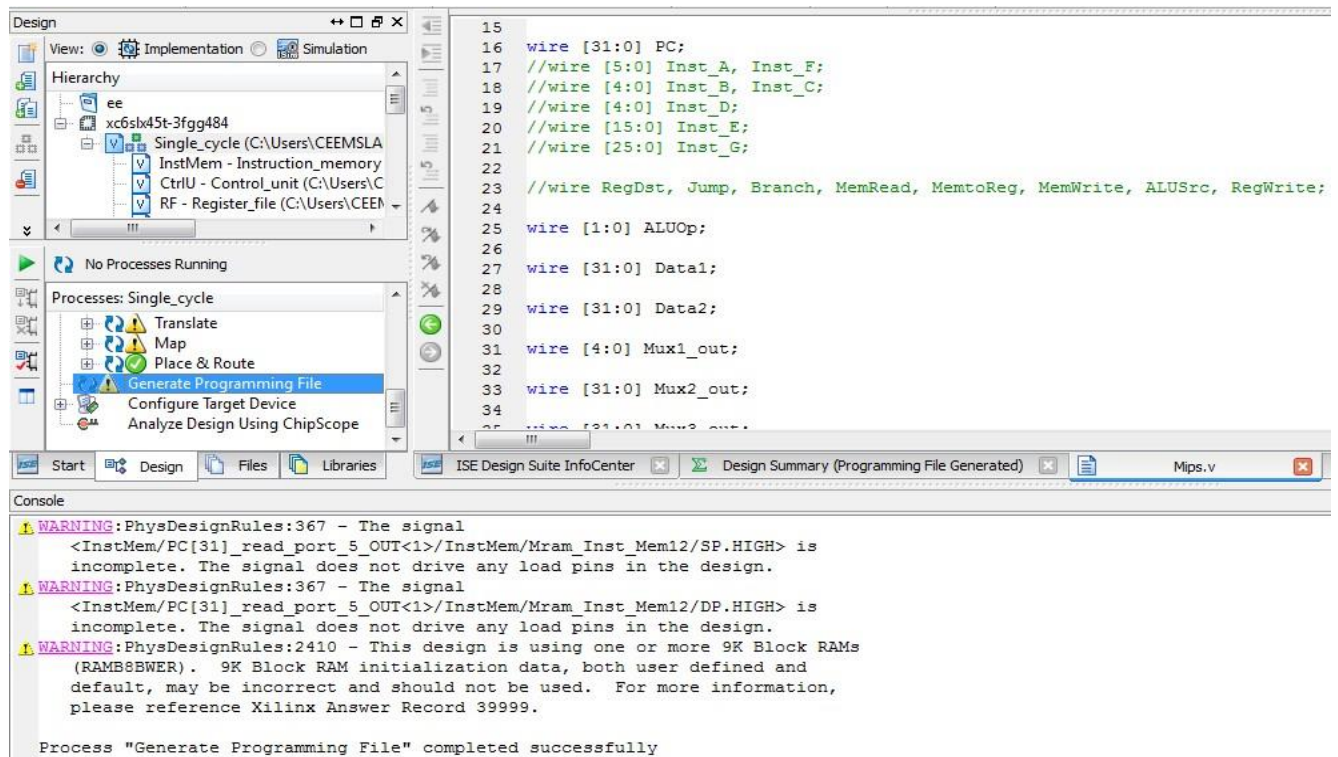 Design
View: Implementation Simulation
Hierarchy
ee
xc6slx45t-3fgg484
Single_cycle (C:\Users\CEEMSLA
InstMem - Instruction_memory
CtrlU - Control_unit (C:\Users\C
RF - Register_file (C:\Users\CEEM
No Processes Running
Processes: Single_cycle
Translate
Map
Place & Route
Generate Programming File
Configure Target Device
Analyze Design Using ChipScope
Start Design Files Libraries
15
16 wire [31:0] PC;
17 //wire [5:0] Inst_A, Inst_F;
18 //wire [4:0] Inst_B, Inst_C;
19 //wire [4:0] Inst_D;
20 //wire [15:0] Inst_E;
21 //wire [25:0] Inst_G;
22
23 //wire RegDst, Jump, Branch, MemRead, MemtoReg, MemWrite, ALUSrc, RegWrite;
24
25 wire [1:0] ALUOp;
26
27 wire [31:0] Data1;
28
29 wire [31:0] Data2;
30
31 wire [4:0] Mux1_out;
32
33 wire [31:0] Mux2_out;
34
35 wire [31:0] Mux3_out;
ISE Design Suite InfoCenter Design Summary (Programming File Generated) Mips.v
Console
WARNING:PhysDesignRules:367 - The signal
<InstMem/PC[31]_read_port_5_OUT<1>/InstMem/Mram_Inst_Mem12/SP.HIGH> is
incomplete. The signal does not drive any load pins in the design.
WARNING:PhysDesignRules:367 - The signal
<InstMem/PC[31]_read_port_5_OUT<1>/InstMem/Mram_Inst_Mem12/DP.HIGH> is
incomplete. The signal does not drive any load pins in the design.
WARNING:PhysDesignRules:2410 - This design is using one or more 9K Block RAMs
(RAMB8BWER). 9K Block RAM initialization data, both user defined and
default, may be incorrect and should not be used. For more information,
please reference Xilinx Answer Record 39999.
Process "Generate Programming File" completed successfully